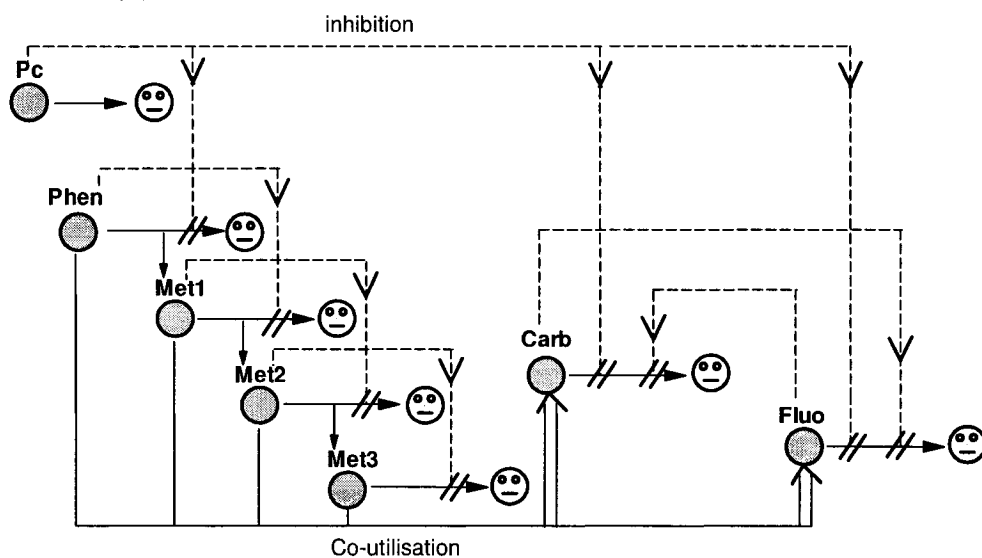 inhibition
Pc
Phen
Met1
Met2
Met3
Carb
Fluo
Co-utilisation